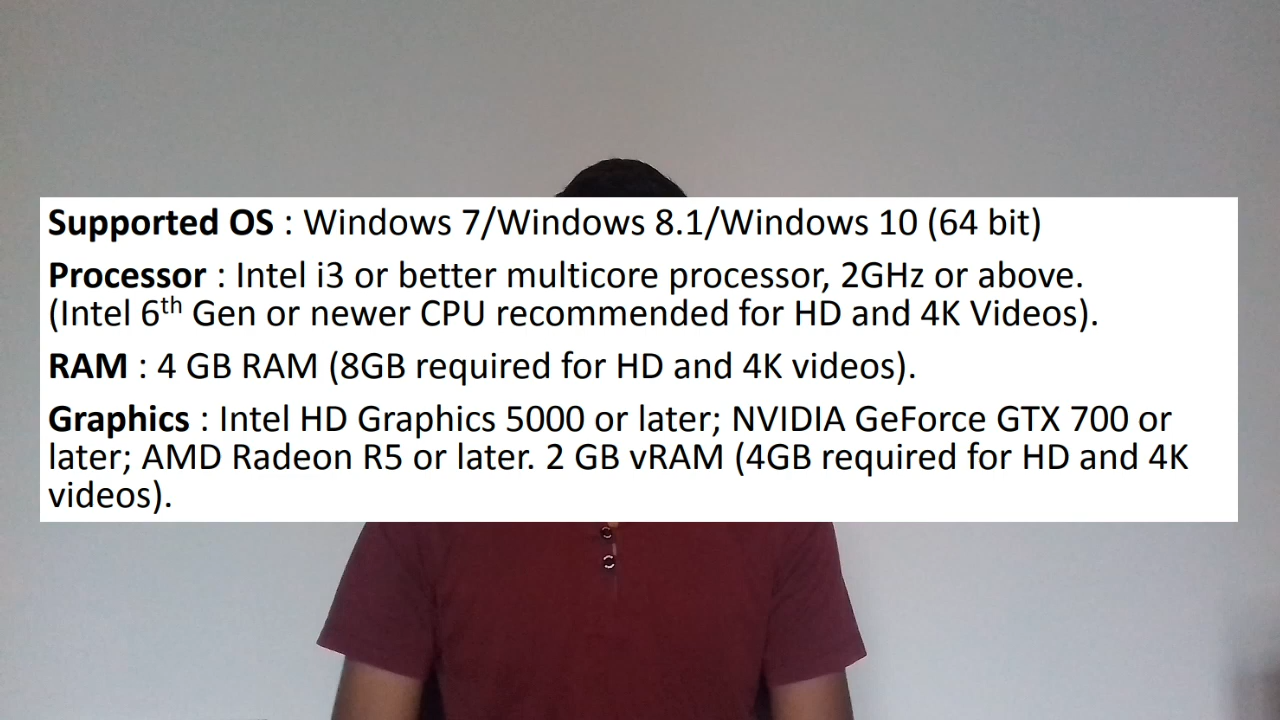 Supported OS : Windows 7/Windows 8.1/Windows 10 (64 bit)
Processor : Intel i3 or better multicore processor, 2GHz or above.
(Intel 6th Gen or newer CPU recommended for HD and 4K Videos).
RAM : 4 GB RAM (8GB required for HD and 4K videos).
Graphics : Intel HD Graphics 5000 or later; NVIDIA GeForce GTX 700 or
later; AMD Radeon R5 or later. 2 GB vRAM (4GB required for HD and 4K
videos).